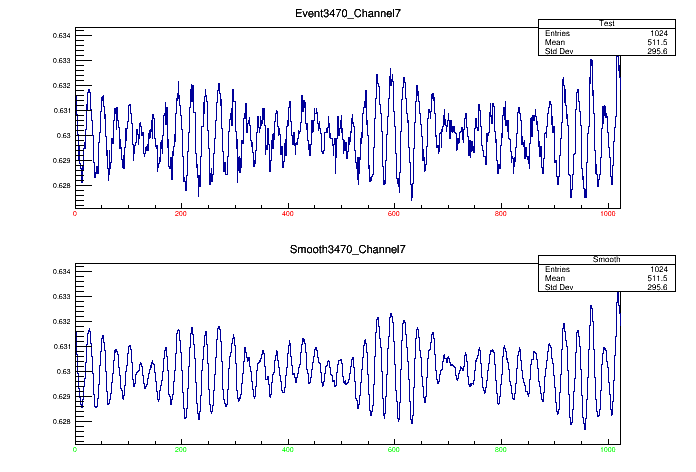 Event3470_Channel7
Test
Entries 1024
Mean 511.5
Std Dev 295.6
0.634
0.633
0.632
0.631
0.63
0.629
0.628
0 200 400 600 800 1000
Smooth3470_Channel7
Smooth
Entries 1024
Mean 511.5
Std Dev 295.6
0.634
0.633
0.632
0.631
0.63
0.629
0.628
0 200 400 600 800 1000